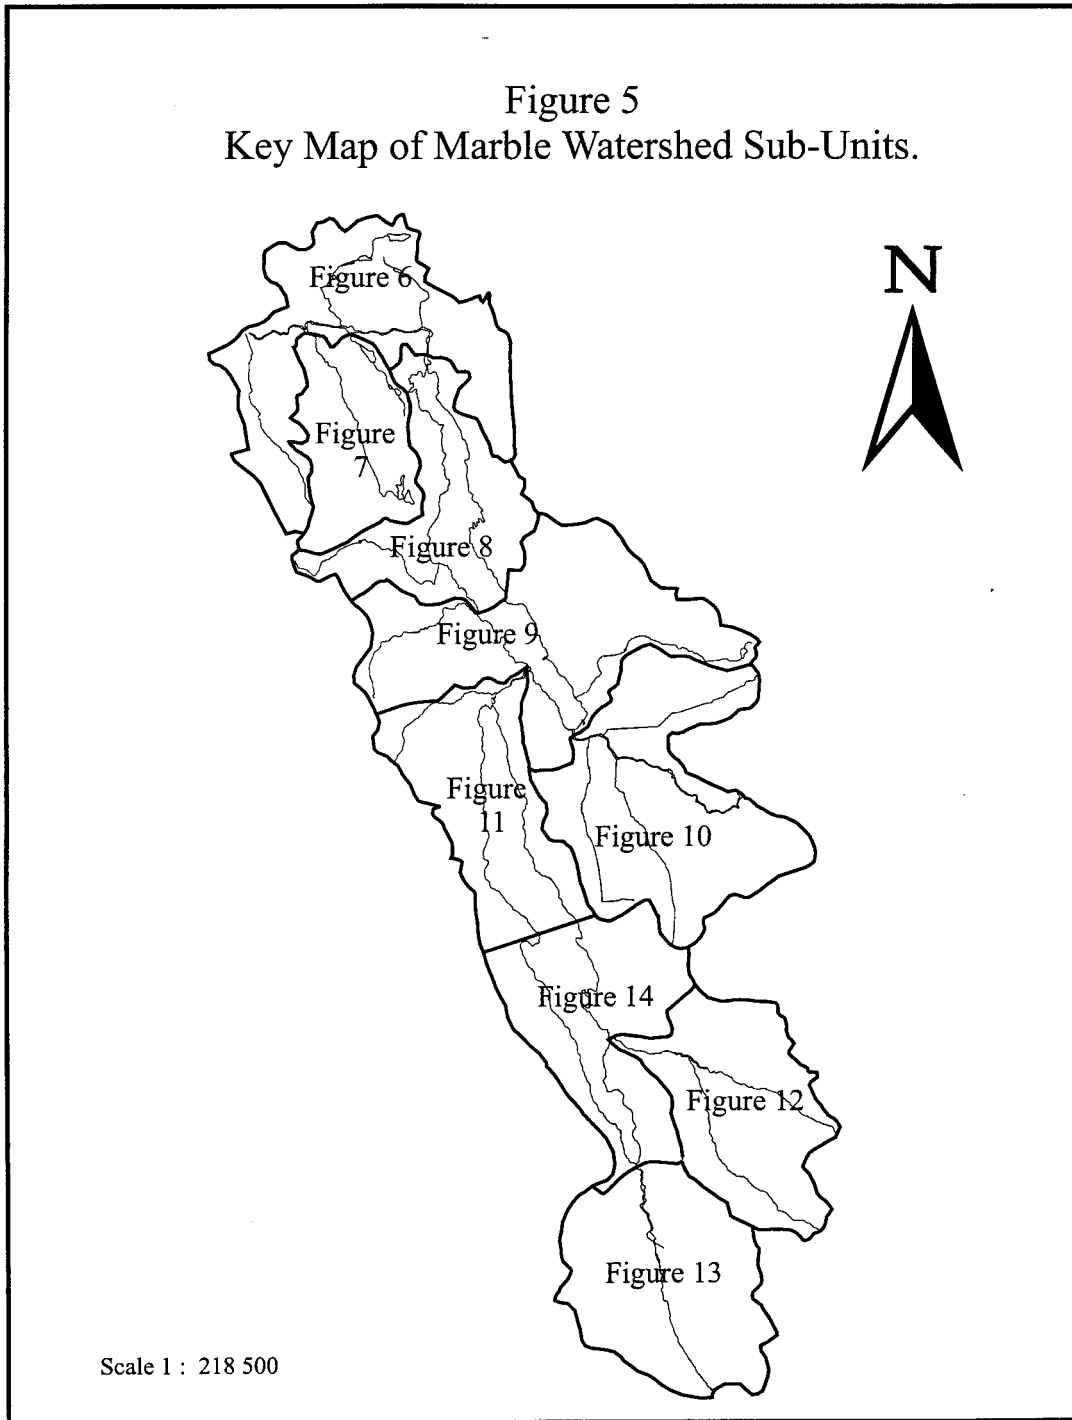 Figure 5
Key Map of Marble Watershed Sub-Units.
N
Figure 6
Figure
7
Figure 8
Figure 9
Figure
11
Figure 10
Figure 14
Figure 12
Figure 13
Scale 1 : 218 500